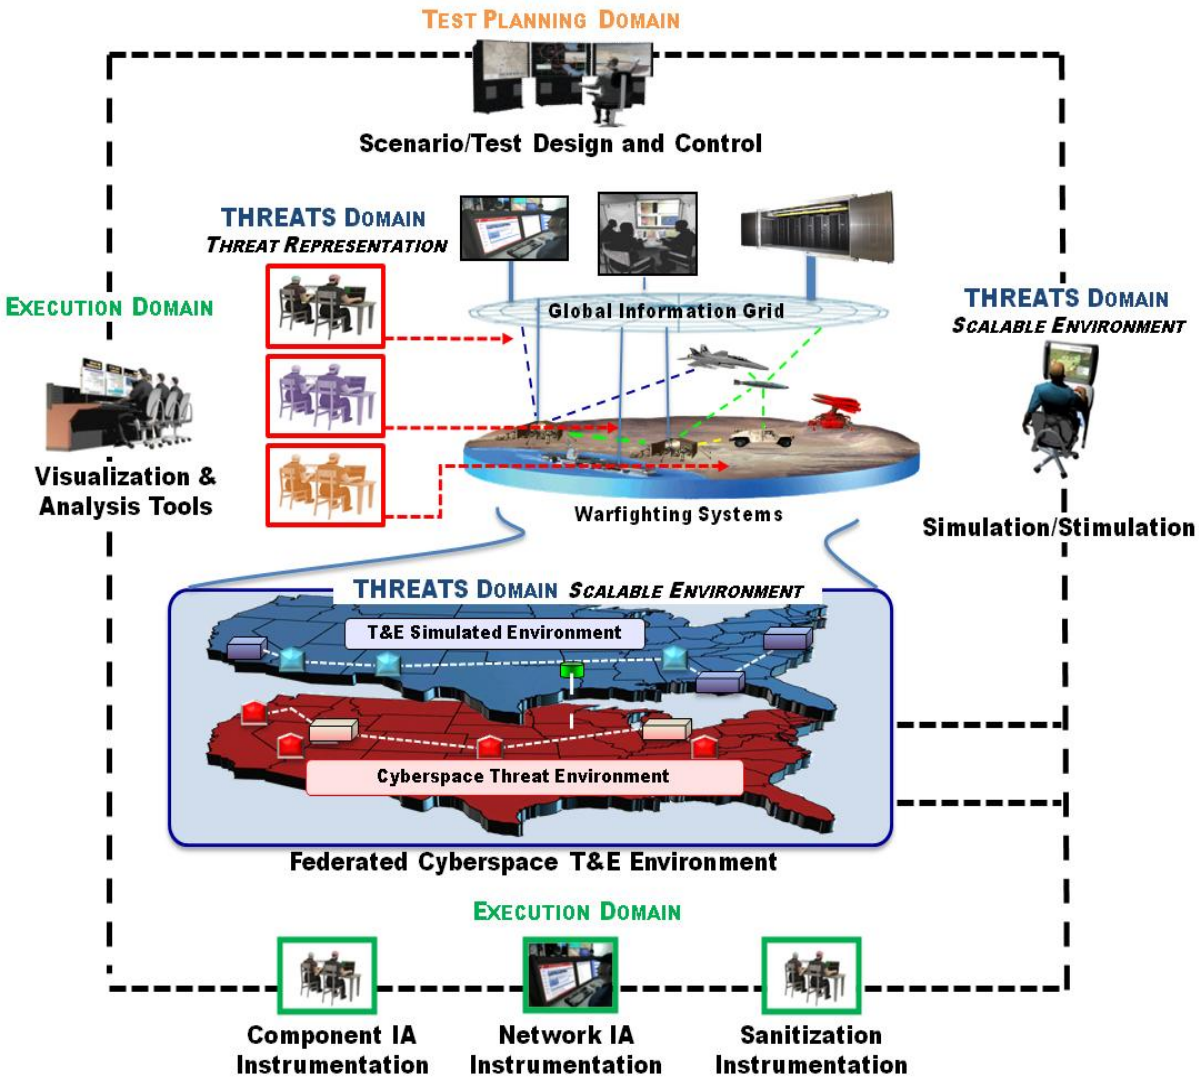 TEST PLANNING DOMAIN
Scenario/Test Design and Control
THREATS DOMAIN
THREAT REPRESENTATION
EXECUTION DOMAIN
Global Information Grid
THREATS DOMAIN
SCALABLE ENVIRONMENT
Visualization &
Analysis Tools
Warfighting Systems
Simulation/Stimulation
THREATS DOMAIN SCALABLE ENVIRONMENT
T&E Simulated Environment
Cyberspace Threat Environment
Federated Cyberspace T&E Environment
EXECUTION DOMAIN
Component IA
Instrumentation
Network IA
Instrumentation
Sanitization
Instrumentation